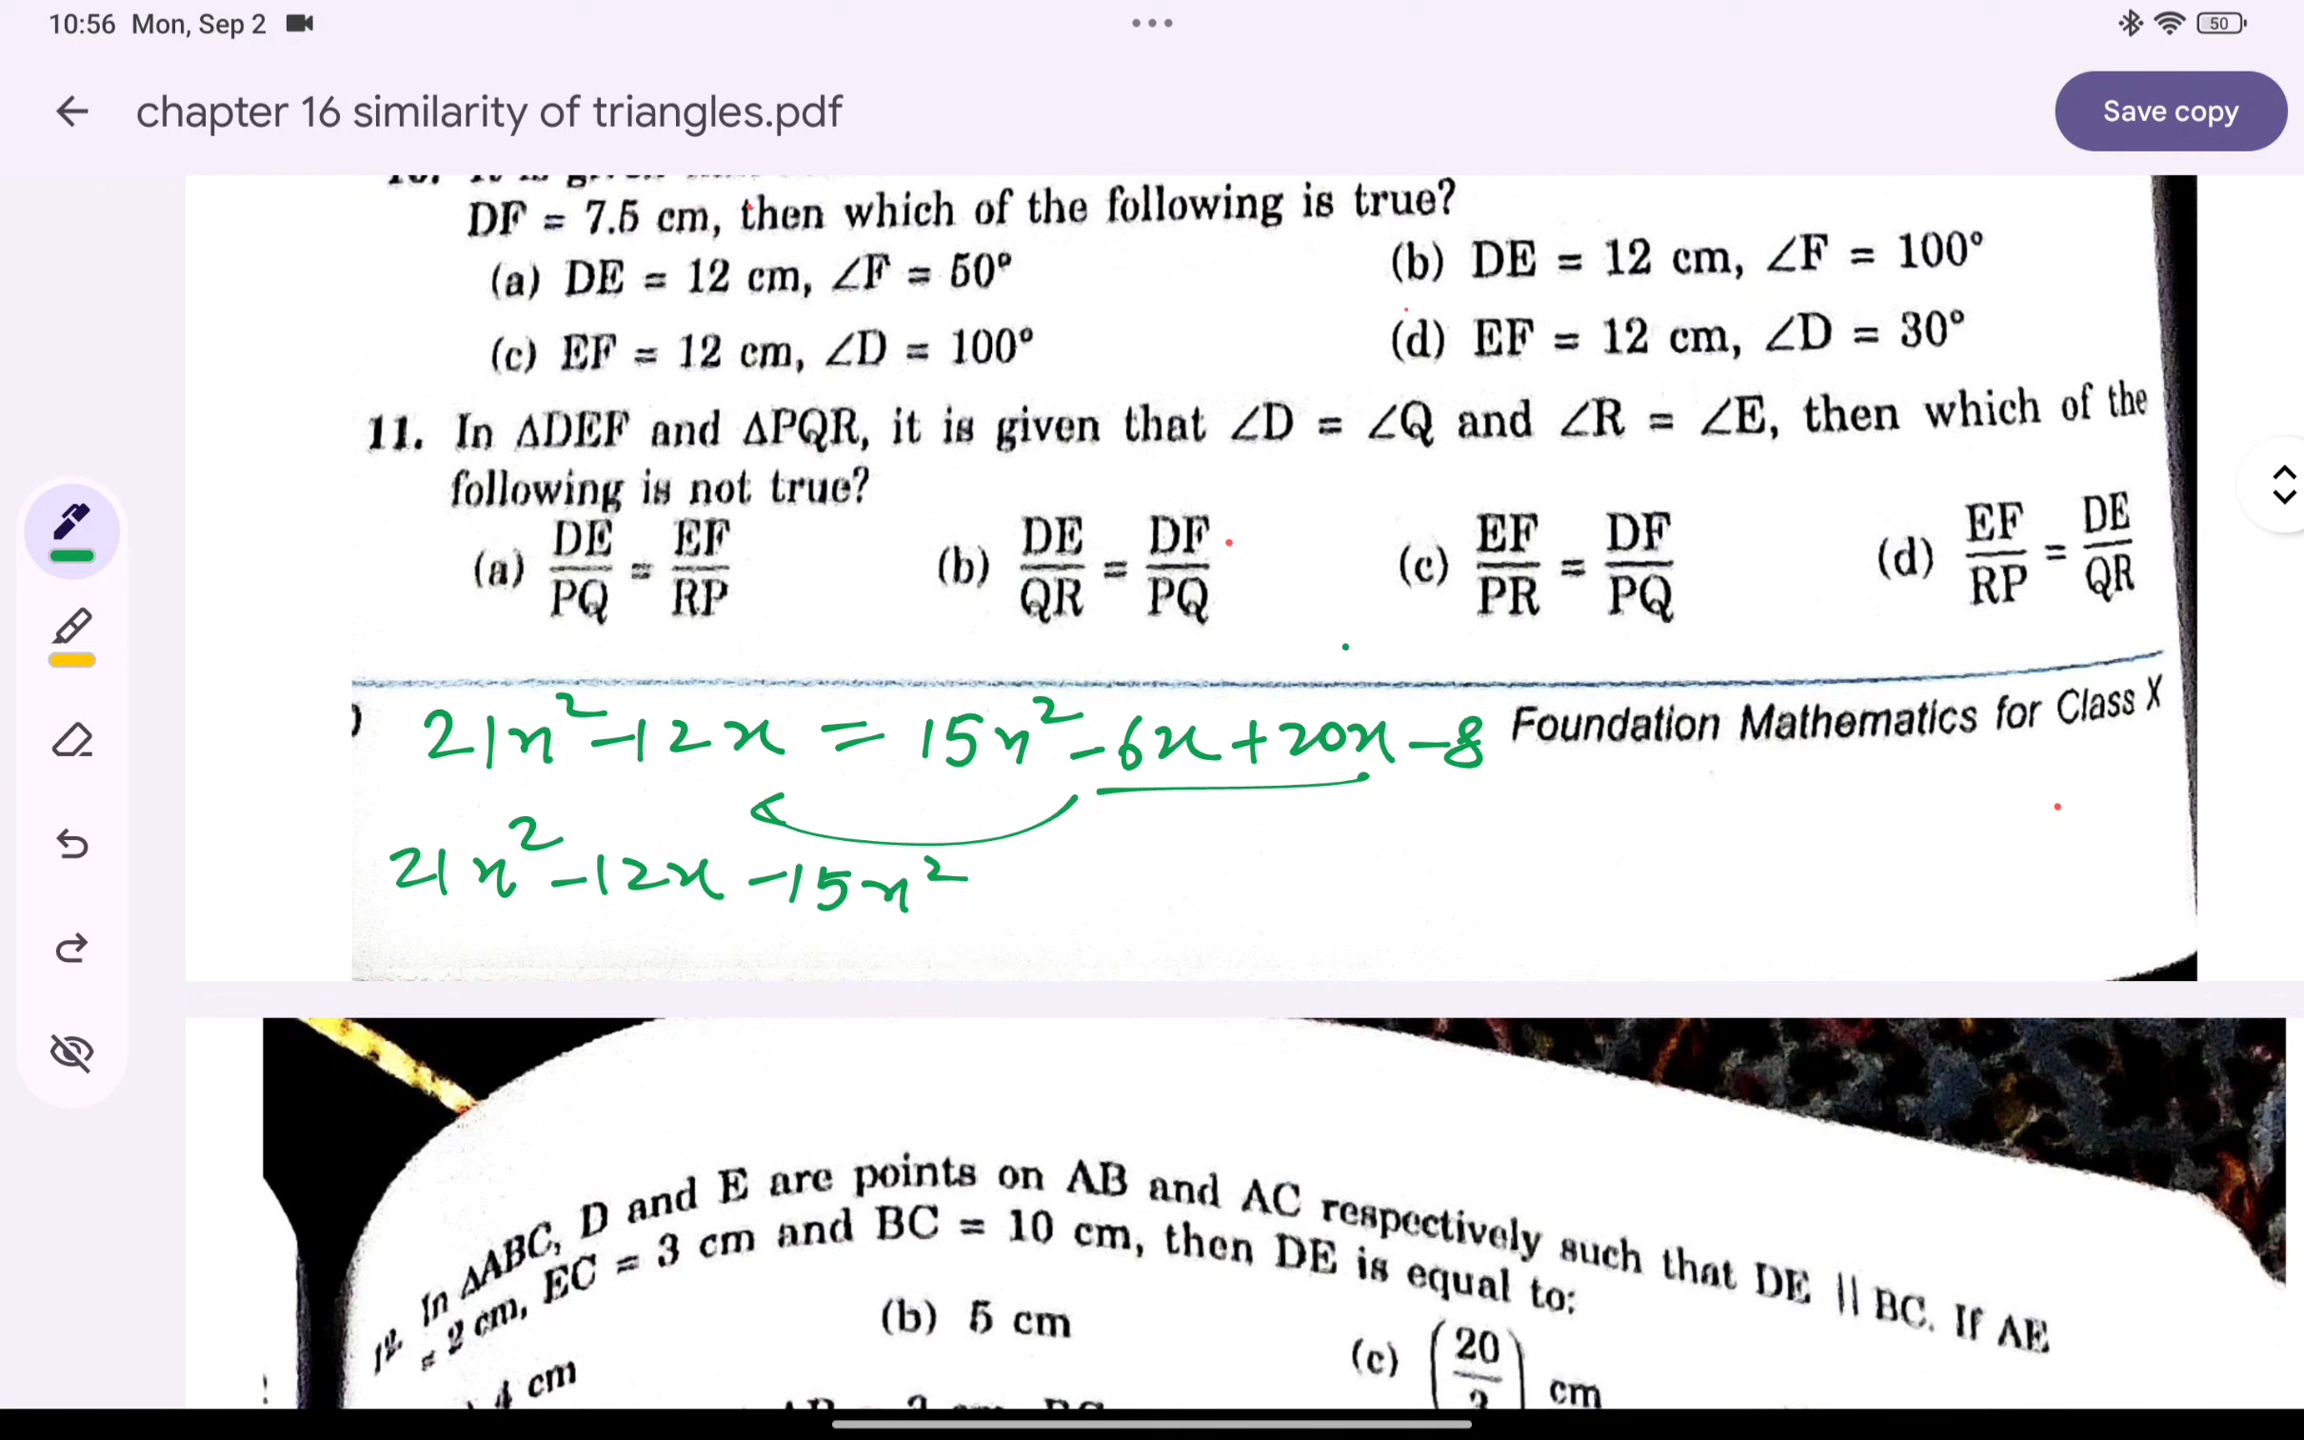 10:56 Mon, Sep 2
50
chapter 16 similarity of triangles.pdf
Save copy
DF = 7.5 cm, then which of the following is true?
(a) DE = 12 cm, ∠F = 50°
(b) DE = 12 cm, ∠F = 100°
(c) EF = 12 cm, ∠D = 100°
(d) EF = 12 cm, ∠D = 30°
11. In ΔDEF and ΔPQR, it is given that ∠D = ∠Q and ∠R = ∠E, then which of the
following is not true?
(a) DE/PQ = EF/RP
(b) DE/QR = DF/PQ
(c) EF/PR = DF/PQ
(d) EF/RP = DE/QR
21x² - 12x = 15x² - 6x + 20x - 8
Foundation Mathematics for Class X
21x² - 12x - 15x²
12. In ΔABC, D and E are points on AB and AC respectively such that DE || BC. If AE
= 2 cm, EC = 3 cm and BC = 10 cm, then DE is equal to:
4 cm
(b) 5 cm
(c) (20/3) cm